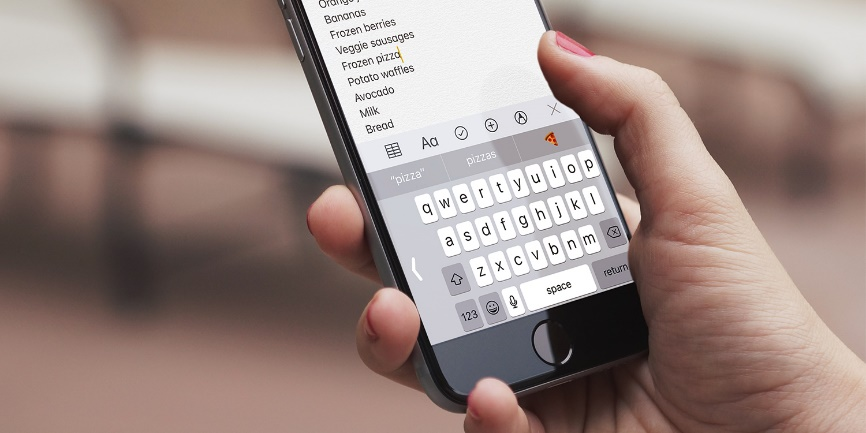 Bananas
Frozen berries
Veggie sausages
Frozen pizza
Potato waffles
Avocado
Milk
Bread
Aa
"pizza" pizzas
q w e r t y u i o p
a s d f g h j k l
z x c v b n m
123 space return